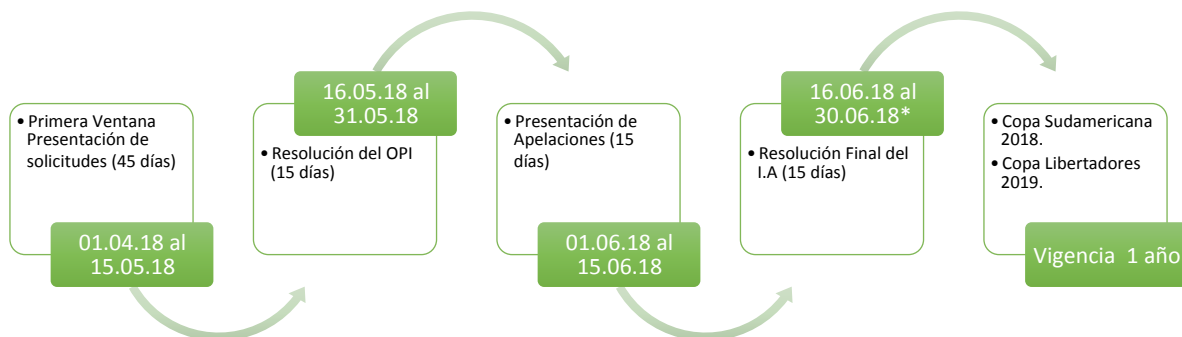 • Primera Ventana
Presentación de
solicitudes (45 días)
01.04.18 al
15.05.18
16.05.18 al
31.05.18
• Resolución del OPI
(15 días)
• Presentación de
Apelaciones (15
días)
01.06.18 al
15.06.18
16.06.18 al
30.06.18*
• Resolución Final del
I.A (15 días)
• Copa Sudamericana
2018.
• Copa Libertadores
2019.
Vigencia 1 año